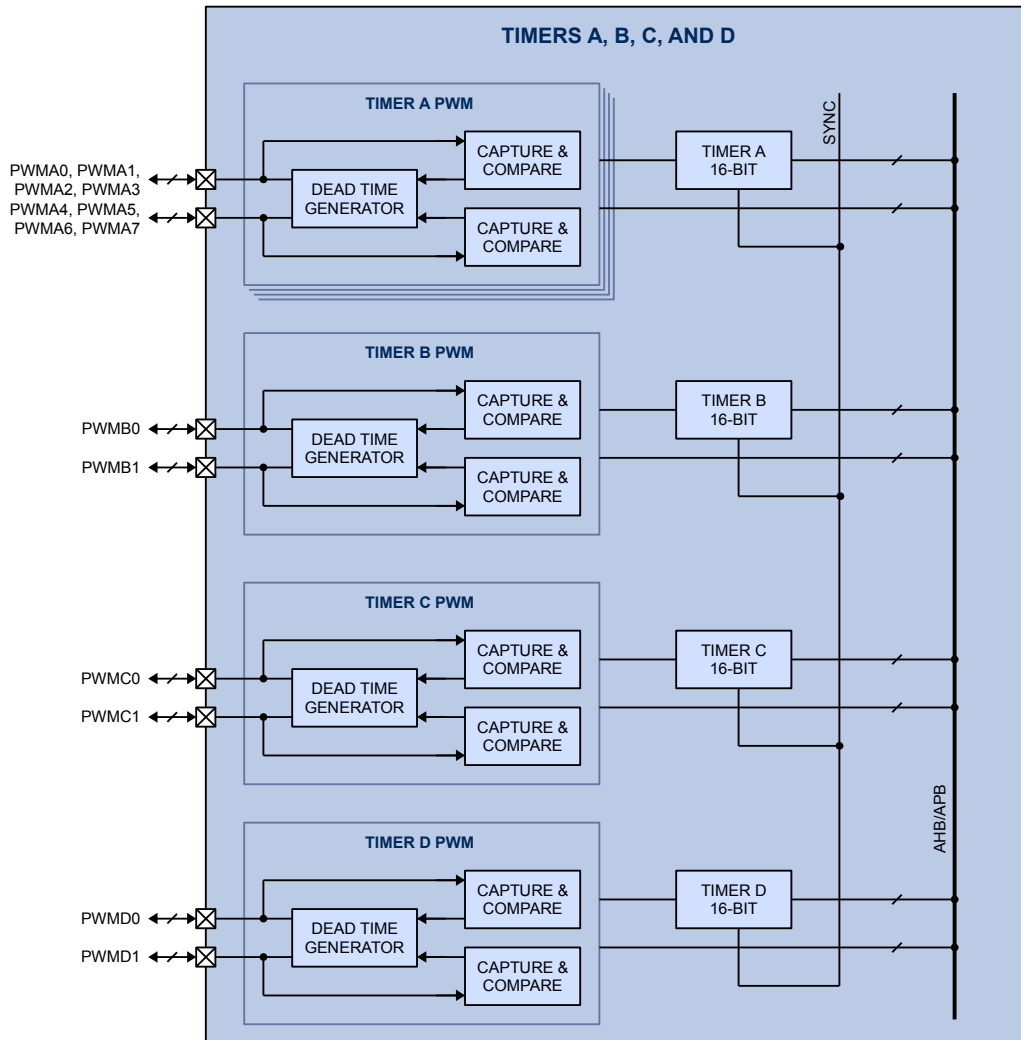 TIMERS A, B, C, AND D
SYNC
TIMER A PWM
PWMA0, PWMA1,
PWMA2, PWMA3
PWMA4, PWMA5,
PWMA6, PWMA7
DEAD TIME
GENERATOR
CAPTURE &
COMPARE
CAPTURE &
COMPARE
TIMER A
16-BIT
TIMER B PWM
PWMB0
PWMB1
DEAD TIME
GENERATOR
CAPTURE &
COMPARE
CAPTURE &
COMPARE
TIMER B
16-BIT
TIMER C PWM
PWMC0
PWMC1
DEAD TIME
GENERATOR
CAPTURE &
COMPARE
CAPTURE &
COMPARE
TIMER C
16-BIT
AHB/APB
TIMER D PWM
PWMD0
PWMD1
DEAD TIME
GENERATOR
CAPTURE &
COMPARE
CAPTURE &
COMPARE
TIMER D
16-BIT